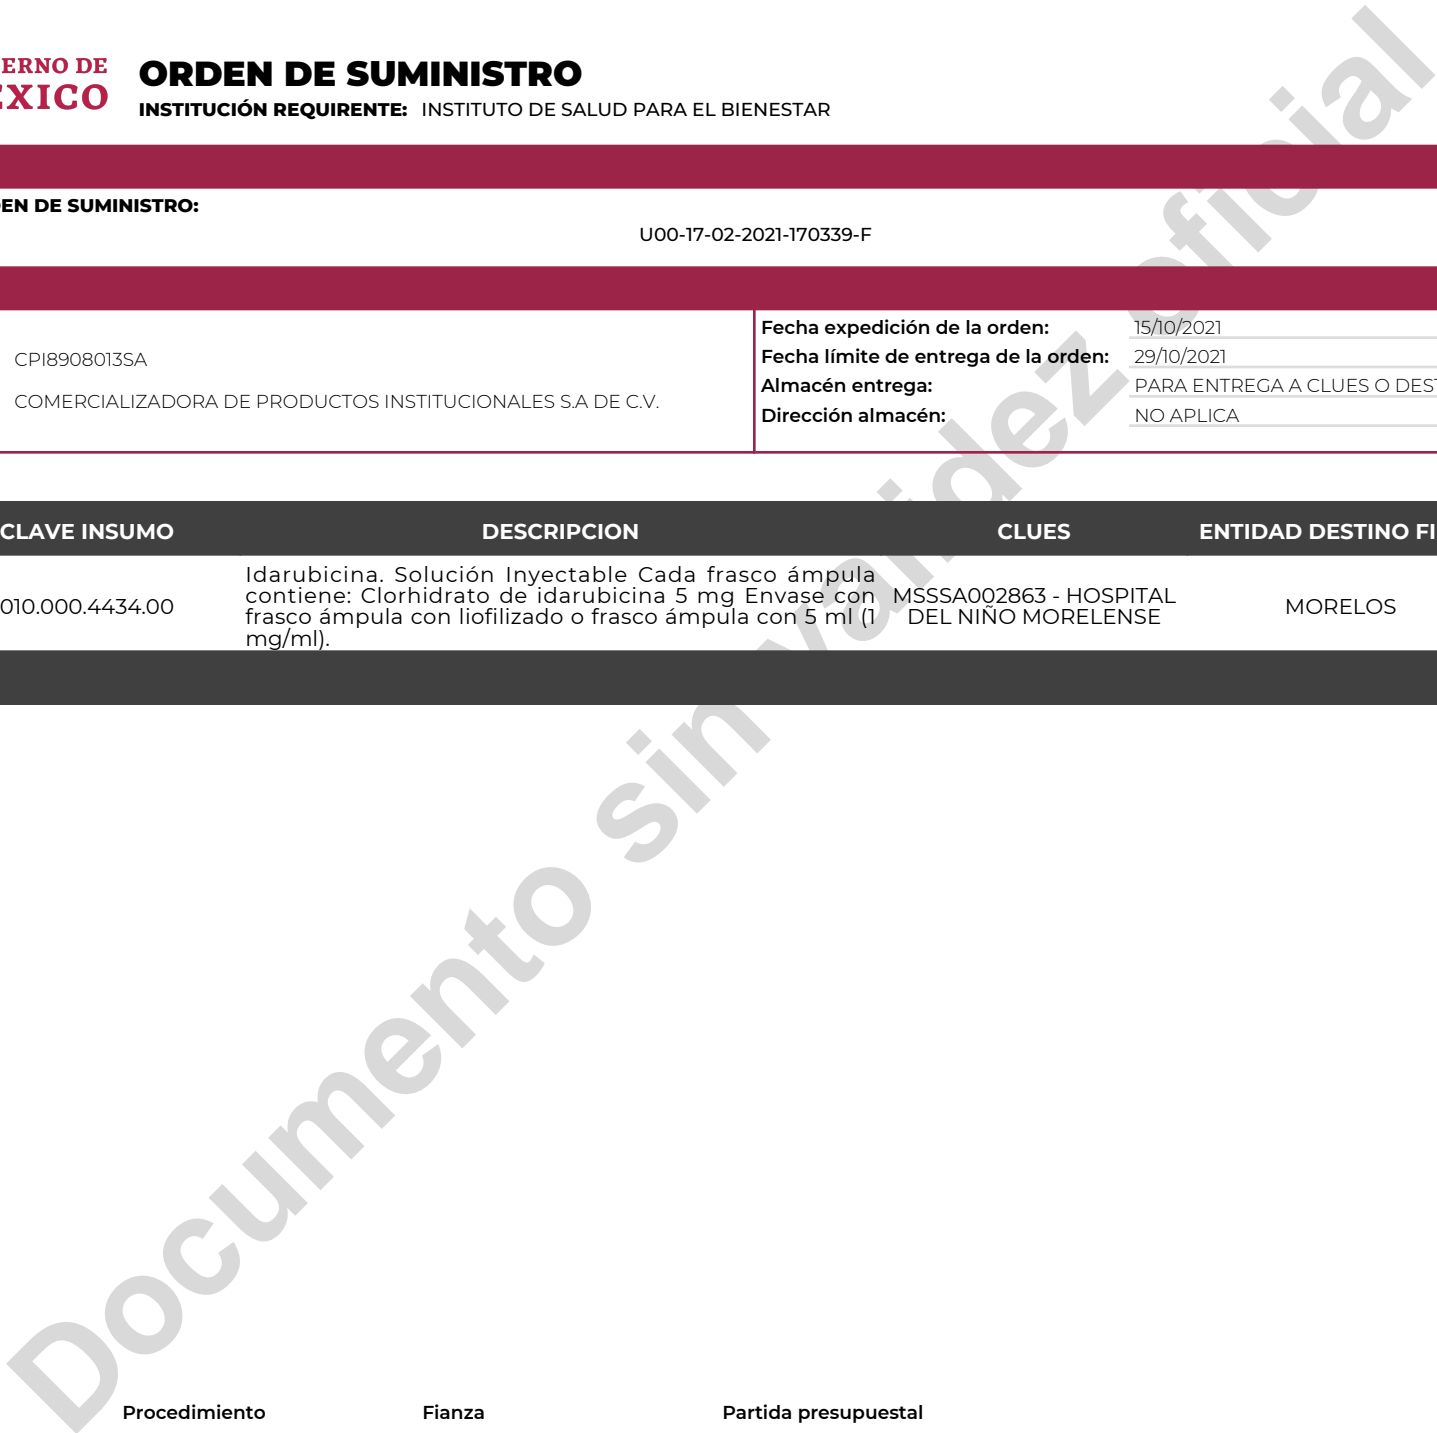 ERNO DE
EXICO
ORDEN DE SUMINISTRO
INSTITUCIÓN REQUIRENTE: INSTITUTO DE SALUD PARA EL BIENESTAR
EN DE SUMINISTRO:
U00-17-02-2021-170339-F
CPI8908013SA
COMERCIALIZADORA DE PRODUCTOS INSTITUCIONALES S.A DE C.V.
Fecha expedición de la orden: 15/10/2021
Fecha límite de entrega de la orden: 29/10/2021
Almacén entrega: PARA ENTREGA A CLUES O DEST
Dirección almacén: NO APLICA
CLAVE INSUMO DESCRIPCION CLUES ENTIDAD DESTINO FI
010.000.4434.00
Idarubicina. Solución Inyectable Cada frasco ámpula
contiene: Clorhidrato de idarubicina 5 mg Envase con
frasco ámpula con liofilizado o frasco ámpula con 5 ml (1
mg/ml).
MSSSA002863 - HOSPITAL
DEL NIÑO MORELENSE
MORELOS
Documento sin validez oficial
Procedimiento Fianza Partida presupuestal